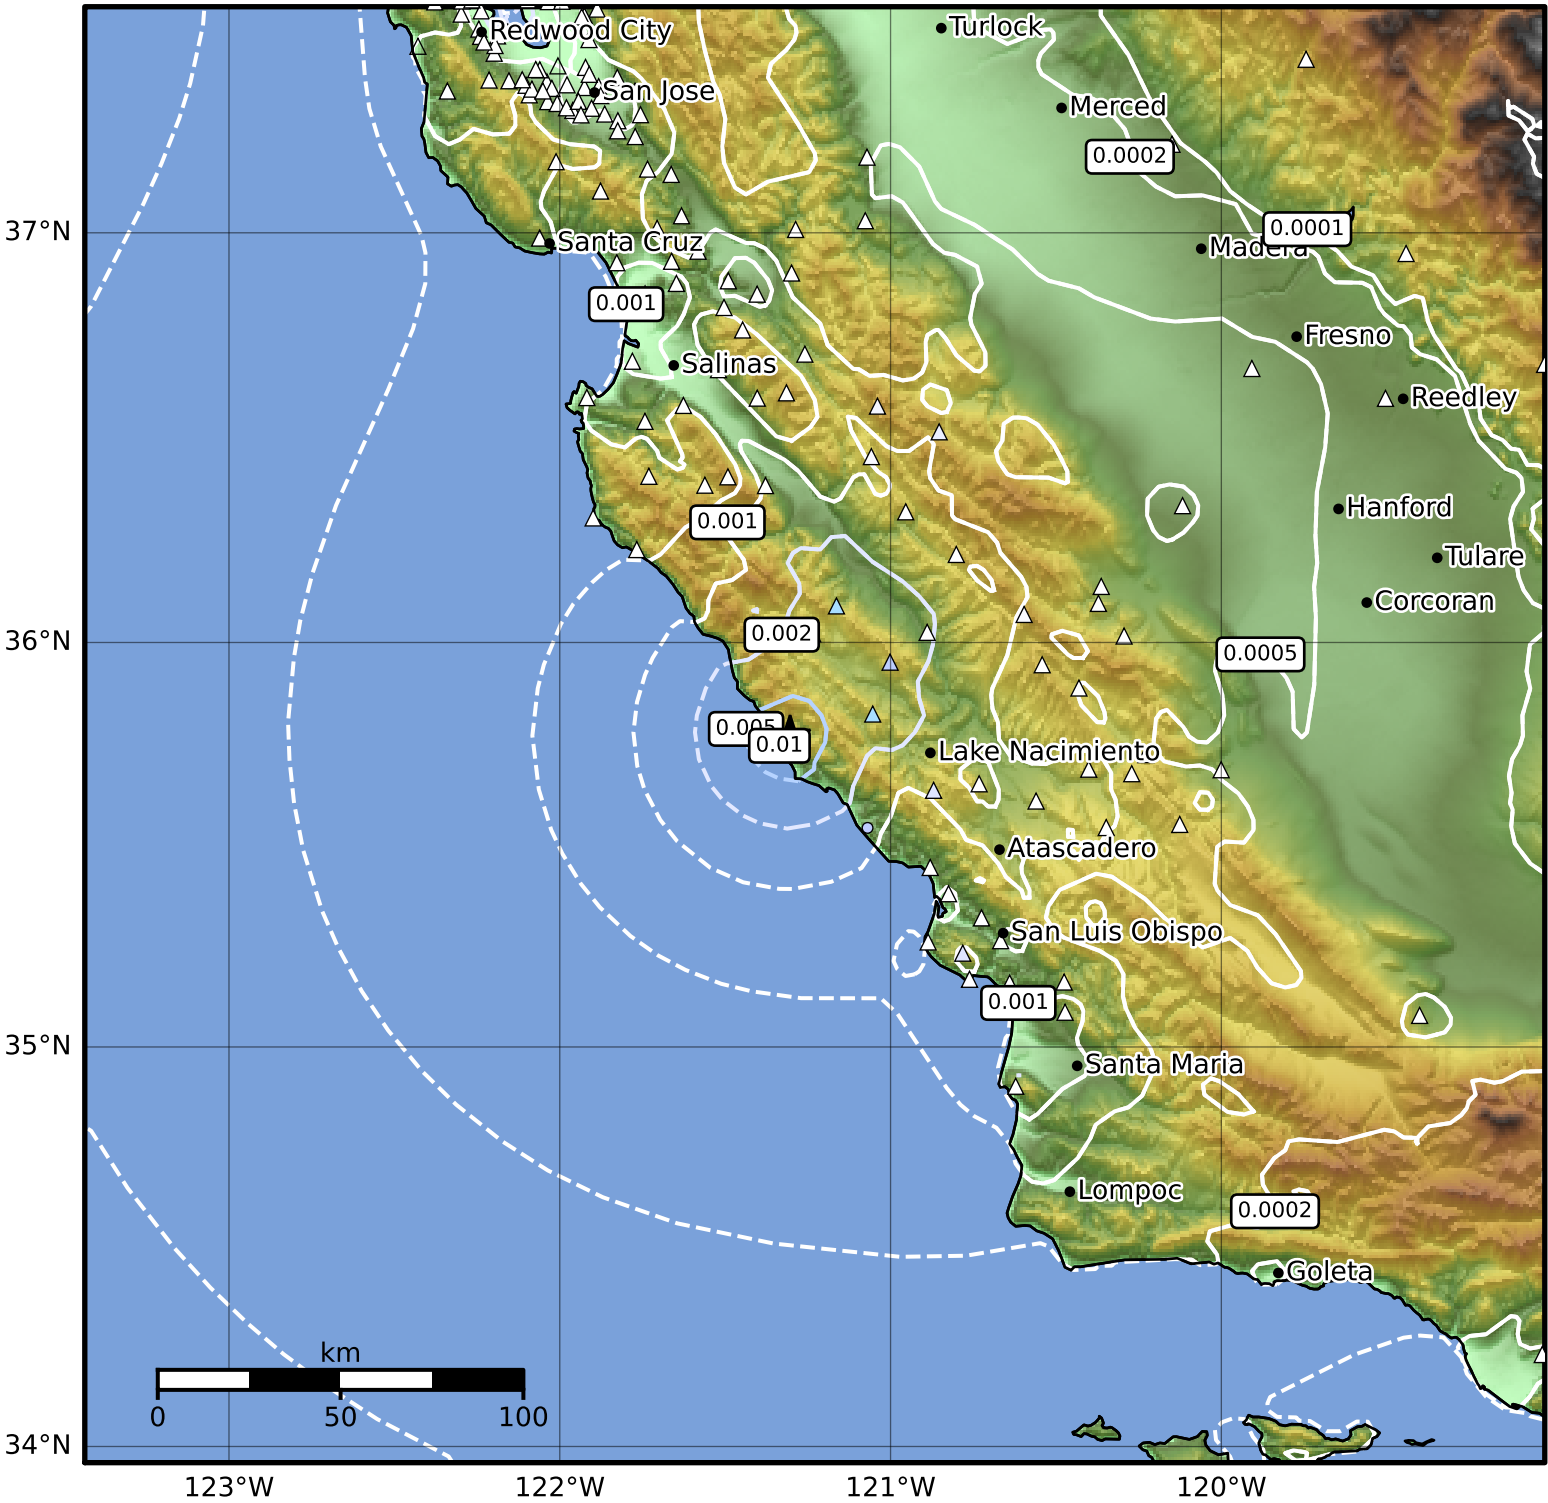 Redwood City
Turlock
San Jose
Merced
0.0002
37°N
Santa Cruz
0.0001
Madera
0.001
Fresno
Salinas
Reedley
Hanford
0.001
Tulare
Corcoran
36°N
0.002
0.0005
0.005
0.01
Lake Nacimiento
Atascadero
San Luis Obispo
0.001
35°N
Santa Maria
Lompoc
0.0002
Goleta
km
0 50 100
34°N
123°W 122°W 121°W 120°W